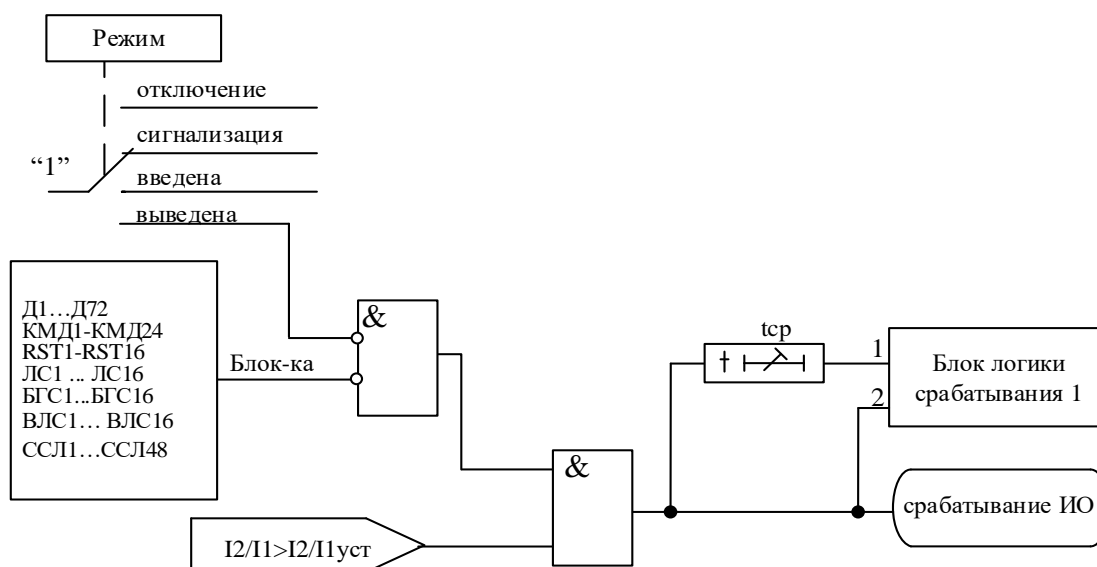 Режим
отключение
сигнализация
“1”
введена
выведена
Д1…Д72
КМД1-КМД24
RST1-RST16
ЛС1 ... ЛС16
БГС1...БГС16
ВЛС1… ВЛС16
ССЛ1…ССЛ48
Блок-ка
&
&
I2/I1>I2/I1уст
tср
1
2
Блок логики
срабатывания 1
срабатывание ИО